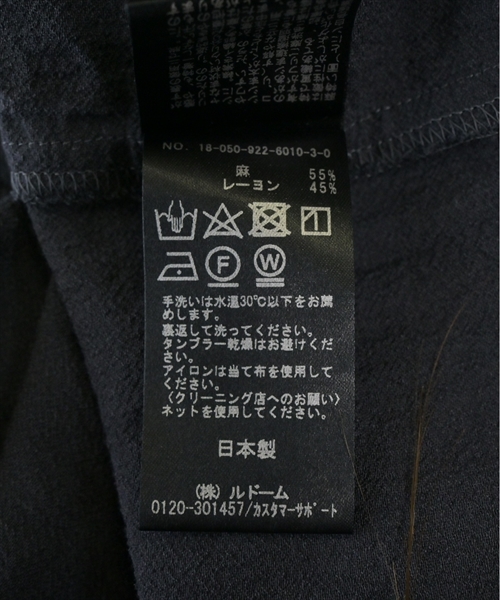 NO. 16-050-922-6010-3-0
麻 55%
レーヨン 45%
F W
手洗いは水温30℃以下をお薦
めします。
裏返して洗ってください。
タンブラー乾燥はお避けくださ
い。
アイロンは当て布を使用して
ください。
〈クリーニング店へのお願い〉
ネットを使用してください。
日本製
(株) ルドーム
0120-301457/カスタマーサポート